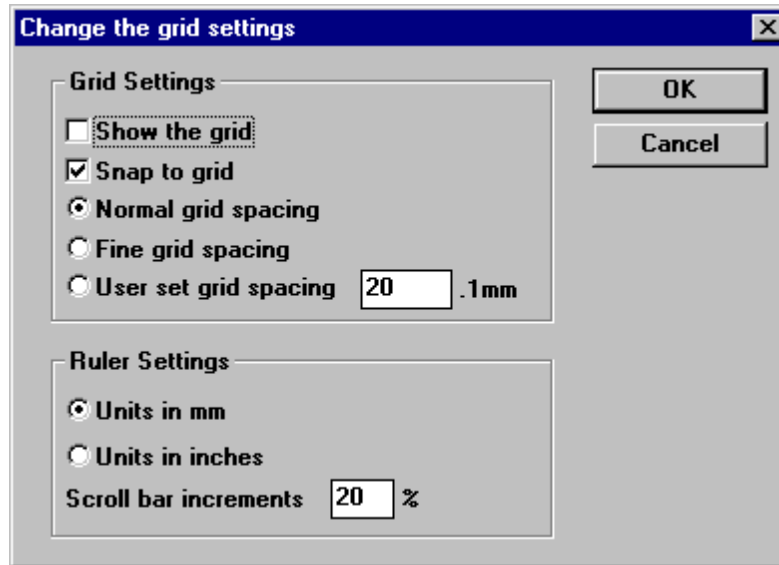 Change the grid settings
Grid Settings
Show the grid
Snap to grid
Normal grid spacing
Fine grid spacing
User set grid spacing 20 .1mm
OK
Cancel
Ruler Settings
Units in mm
Units in inches
Scroll bar increments 20 %